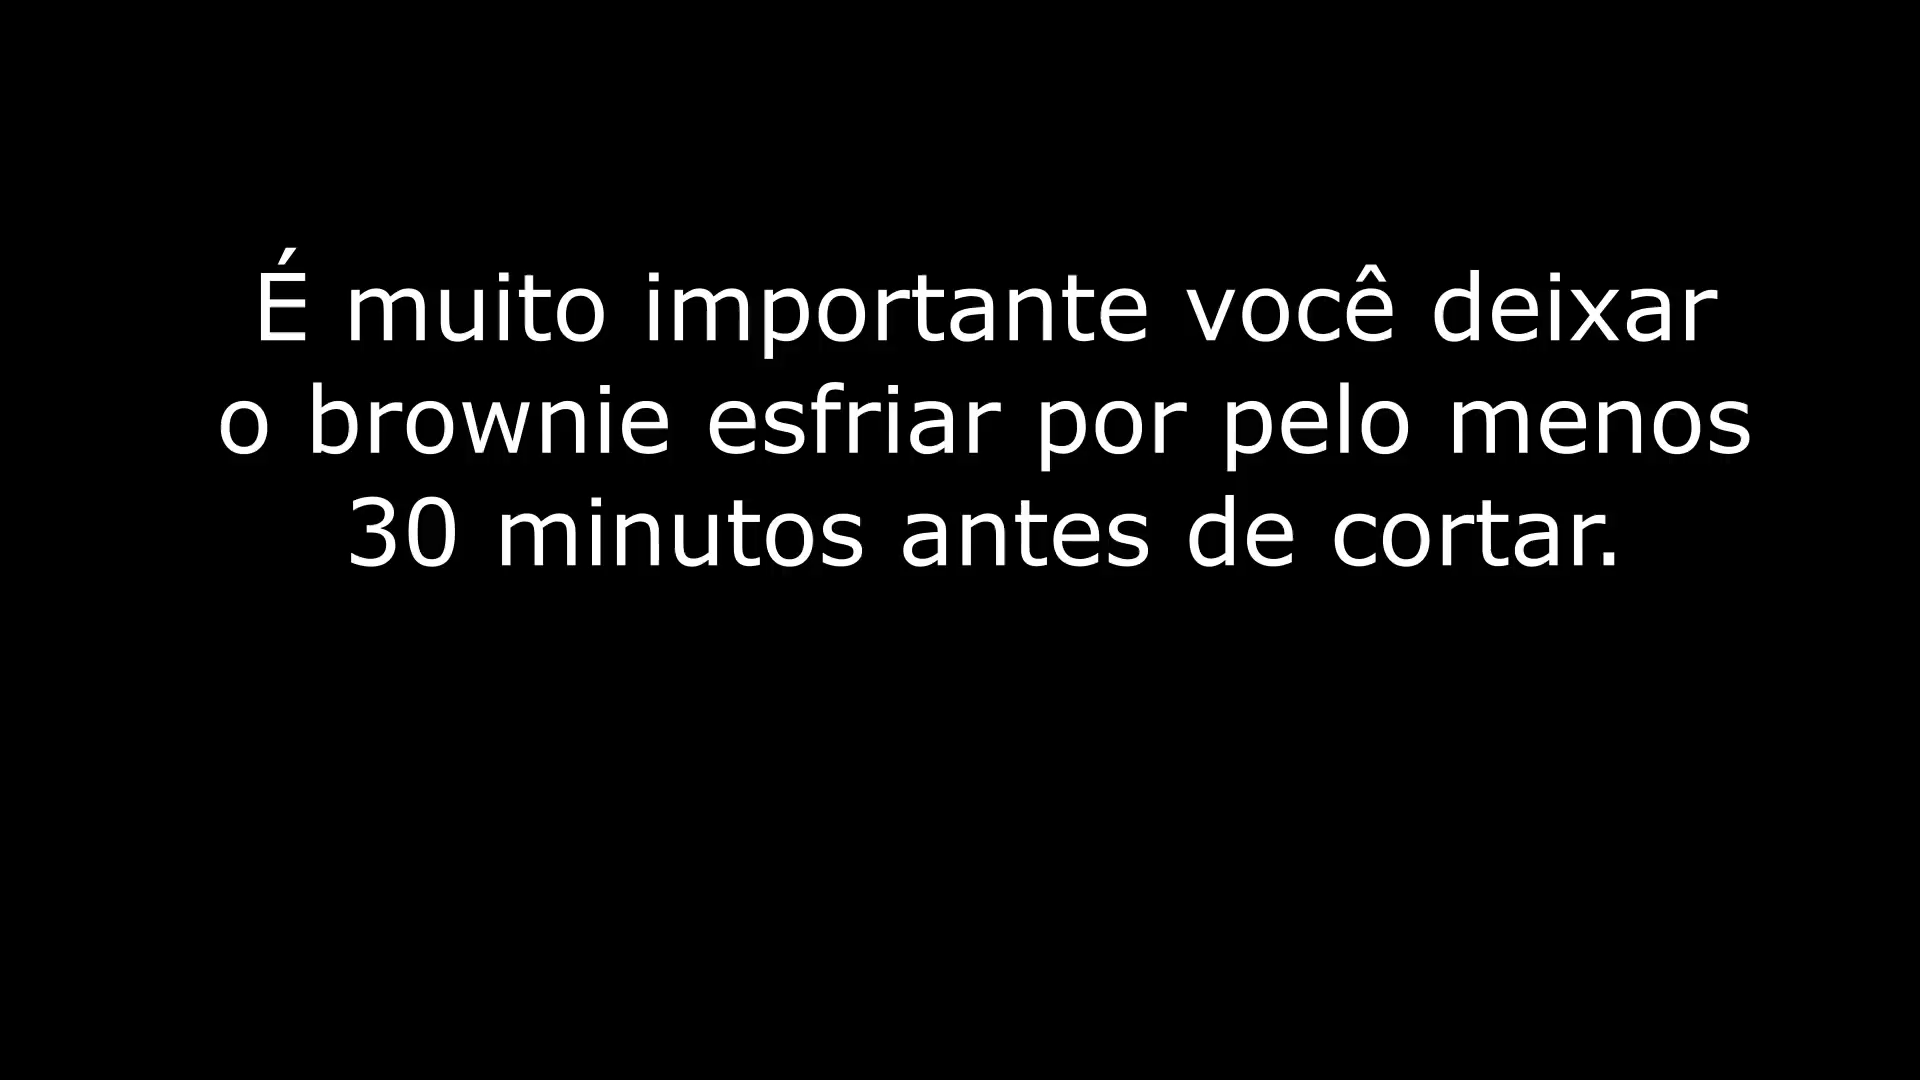 É muito importante você deixar
o brownie esfriar por pelo menos
30 minutos antes de cortar.